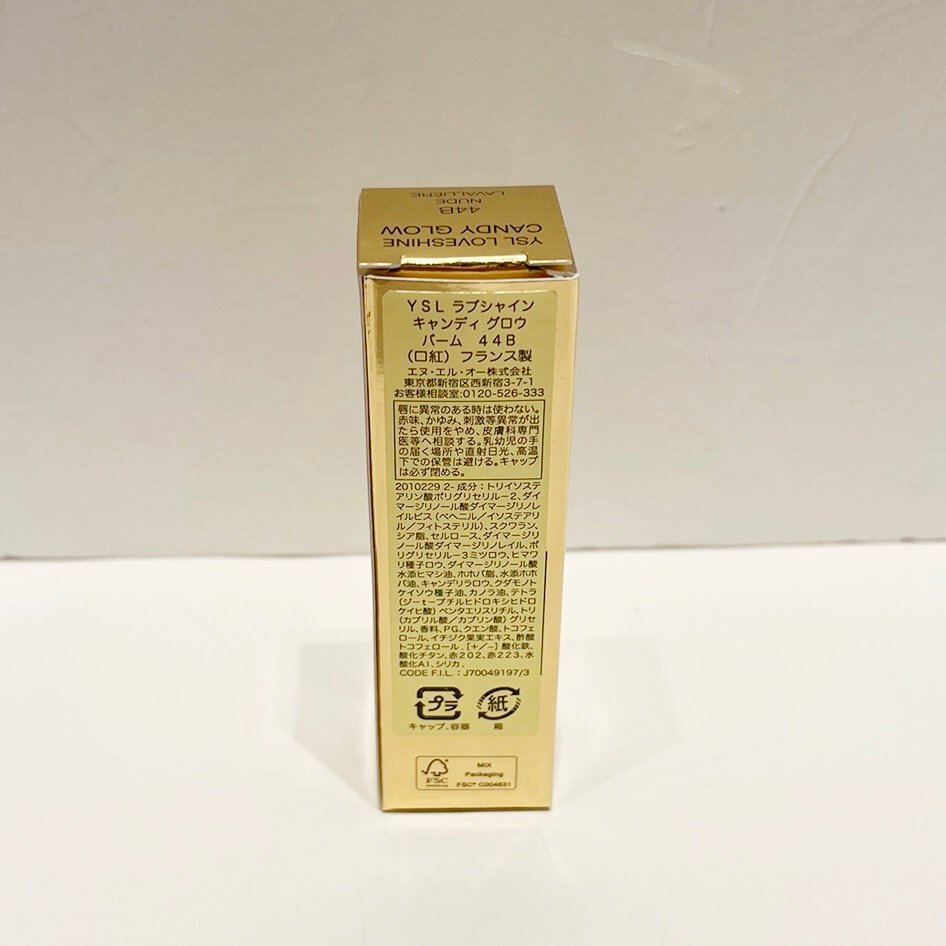 YSL LOVESHINE
CANDY GLOW
44B
NUDE
LAVALLIÈRE
YSL ラブシャイン
キャンディ グロウ
バーム 44B
（口紅）フランス製
エヌ・エル・オー株式会社
東京都新宿区西新宿3-7-1
お客様相談室:0120-526-333
唇に異常のある時は使わない。
赤味、かゆみ、刺激等異常が出
たら使用をやめ、皮膚科専門
医等へ相談する。乳幼児の手
の届く場所や直射日光、高温
下での保管は避ける。キャップ
は必ず閉める。
2010229 2- 成分：トリイソステ
アリン酸ポリグリセリル-2、ダイ
マージリノール酸ダイマージリノレ
イルビス（ベヘニル／イソステアリ
ル／フィトステリル）、スクワラン、
シア脂、セルロース、ダイマージリ
ノール酸ダイマージリノレイル、ポ
リグリセリル-3ミツロウ、ヒマワ
リ種子ロウ、ダイマージリノール酸
水添ヒマシ油、ホホバ脂、水添ホホ
バ油、キャンデリラロウ、クダモノト
ケイソウ種子油、カノラ油、テトラ
（ジ-t-ブチルヒドロキシヒドロ
ケイヒ酸）ペンタエリスリチル、トリ
（カプリル酸／カプリン酸）グリセ
リル、香料、PG、クエン酸、トコフェ
ロール、イチジク果実エキス、酢酸
トコフェロール、[+/-] 酸化鉄、
酸化チタン、赤202、赤223、水
酸化Al、シリカ.
CODE F.I.L. : J70049197/3
プラ 紙
キャップ、容器 箱
FSC
MIX
Packaging
FSC® C004631